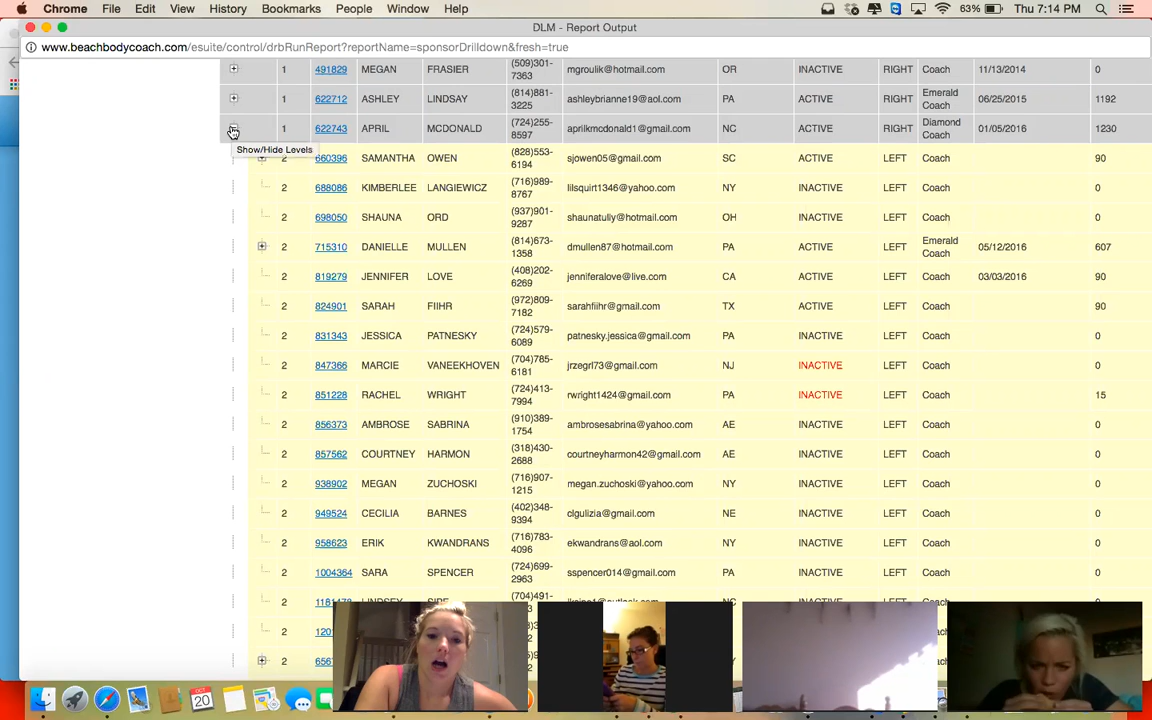 Chrome File Edit View History Bookmarks People Window Help 63% Thu 7:14 PM
DLM - Report Output
www.beachbodycoach.com/esuite/control/drbRunReport?reportName=sponsorDrilldown&fresh=true
1 491829 MEGAN FRASIER (509)301-7363 mgroulik@hotmail.com OR INACTIVE RIGHT Coach 11/13/2014 0
1 622712 ASHLEY LINDSAY (814)881-3225 ashleybrianne19@aol.com PA ACTIVE RIGHT Emerald Coach 06/25/2015 1192
1 622743 APRIL MCDONALD (724)255-8597 aprilkmcdonald1@gmail.com NC ACTIVE RIGHT Diamond Coach 01/05/2016 1230
Show/Hide Levels
2 660396 SAMANTHA OWEN (828)553-6194 sjowen05@gmail.com SC ACTIVE LEFT Coach 90
2 688086 KIMBERLEE LANGIEWICZ (716)989-8767 lilsquirt1346@yahoo.com NY INACTIVE LEFT Coach 0
2 698050 SHAUNA ORD (937)901-9287 shaunatully@hotmail.com OH INACTIVE LEFT Coach 0
2 715310 DANIELLE MULLEN (814)673-1358 dmullen87@hotmail.com PA ACTIVE LEFT Emerald Coach 05/12/2016 607
2 819279 JENNIFER LOVE (408)202-6269 jenniferalove@live.com CA ACTIVE LEFT Coach 03/03/2016 90
2 824901 SARAH FIIHR (972)809-7182 sarahfiihr@gmail.com TX ACTIVE LEFT Coach 90
2 831343 JESSICA PATNESKY (724)579-6089 patnesky.jessica@gmail.com PA INACTIVE LEFT Coach 0
2 847366 MARCIE VANEEKHOVEN (704)785-6181 jrzegrl73@gmail.com NJ INACTIVE LEFT Coach 0
2 851228 RACHEL WRIGHT (724)413-7994 rwright1424@gmail.com PA INACTIVE LEFT Coach 15
2 856373 AMBROSE SABRINA (910)389-1754 ambrosesabrina@yahoo.com AE INACTIVE LEFT Coach 0
2 857562 COURTNEY HARMON (318)430-2688 courtneyharmon42@gmail.com AE INACTIVE LEFT Coach 0
2 938902 MEGAN ZUCHOSKI (716)907-1215 megan.zuchoski@yahoo.com NY INACTIVE LEFT Coach 0
2 949524 CECILIA BARNES (402)348-9394 clgulizia@gmail.com NE INACTIVE LEFT Coach 0
2 958623 ERIK KWANDRANS (716)783-4096 ekwandrans@aol.com NY INACTIVE LEFT Coach 0
2 1004364 SARA SPENCER (724)699-2963 sspencer014@gmail.com PA INACTIVE LEFT Coach 0
2 (704)491- NC INACTIVE LEFT Coach 0
2
2
OCT 20